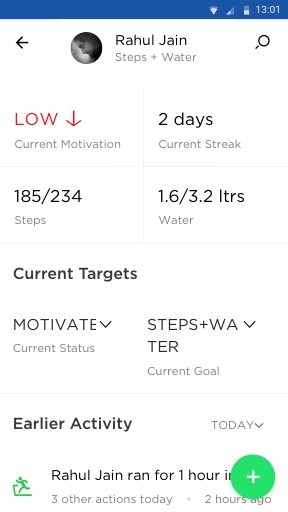 13:01
Rahul Jain
Steps + Water
LOW
Current Motivation
2 days
Current Streak
185/234
Steps
1.6/3.2 ltrs
Water
Current Targets
MOTIVATE
Current Status
STEPS+WA
TER
Current Goal
Earlier Activity
TODAY
Rahul Jain ran for 1 hour
3 other actions today • 2 hours ago